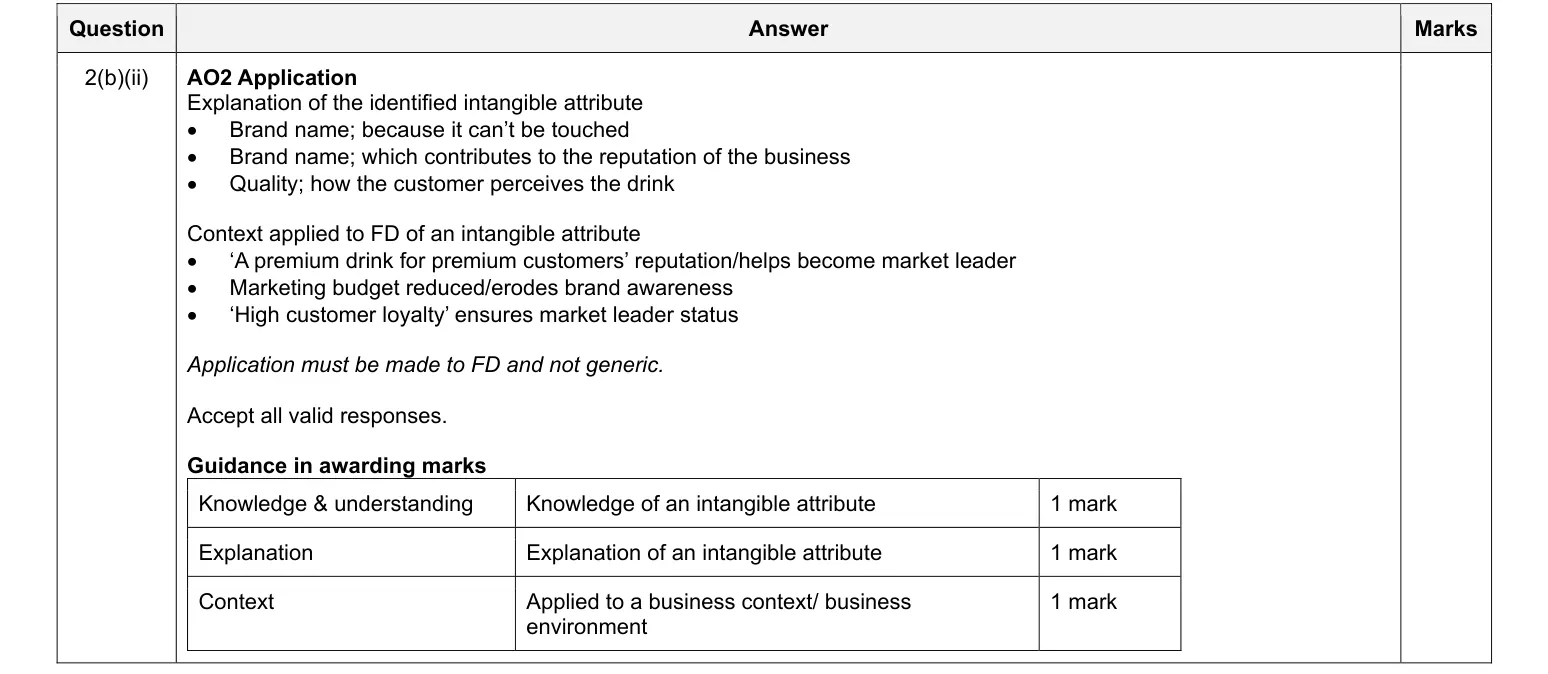 Question Answer Marks
2(b)(ii) AO2 Application
Explanation of the identified intangible attribute
• Brand name; because it can’t be touched
• Brand name; which contributes to the reputation of the business
• Quality; how the customer perceives the drink
Context applied to FD of an intangible attribute
• ‘A premium drink for premium customers’ reputation/helps become market leader
• Marketing budget reduced/erodes brand awareness
• ‘High customer loyalty’ ensures market leader status
Application must be made to FD and not generic.
Accept all valid responses.
Guidance in awarding marks
Knowledge & understanding Knowledge of an intangible attribute 1 mark
Explanation Explanation of an intangible attribute 1 mark
Context Applied to a business context/ business 1 mark
environment